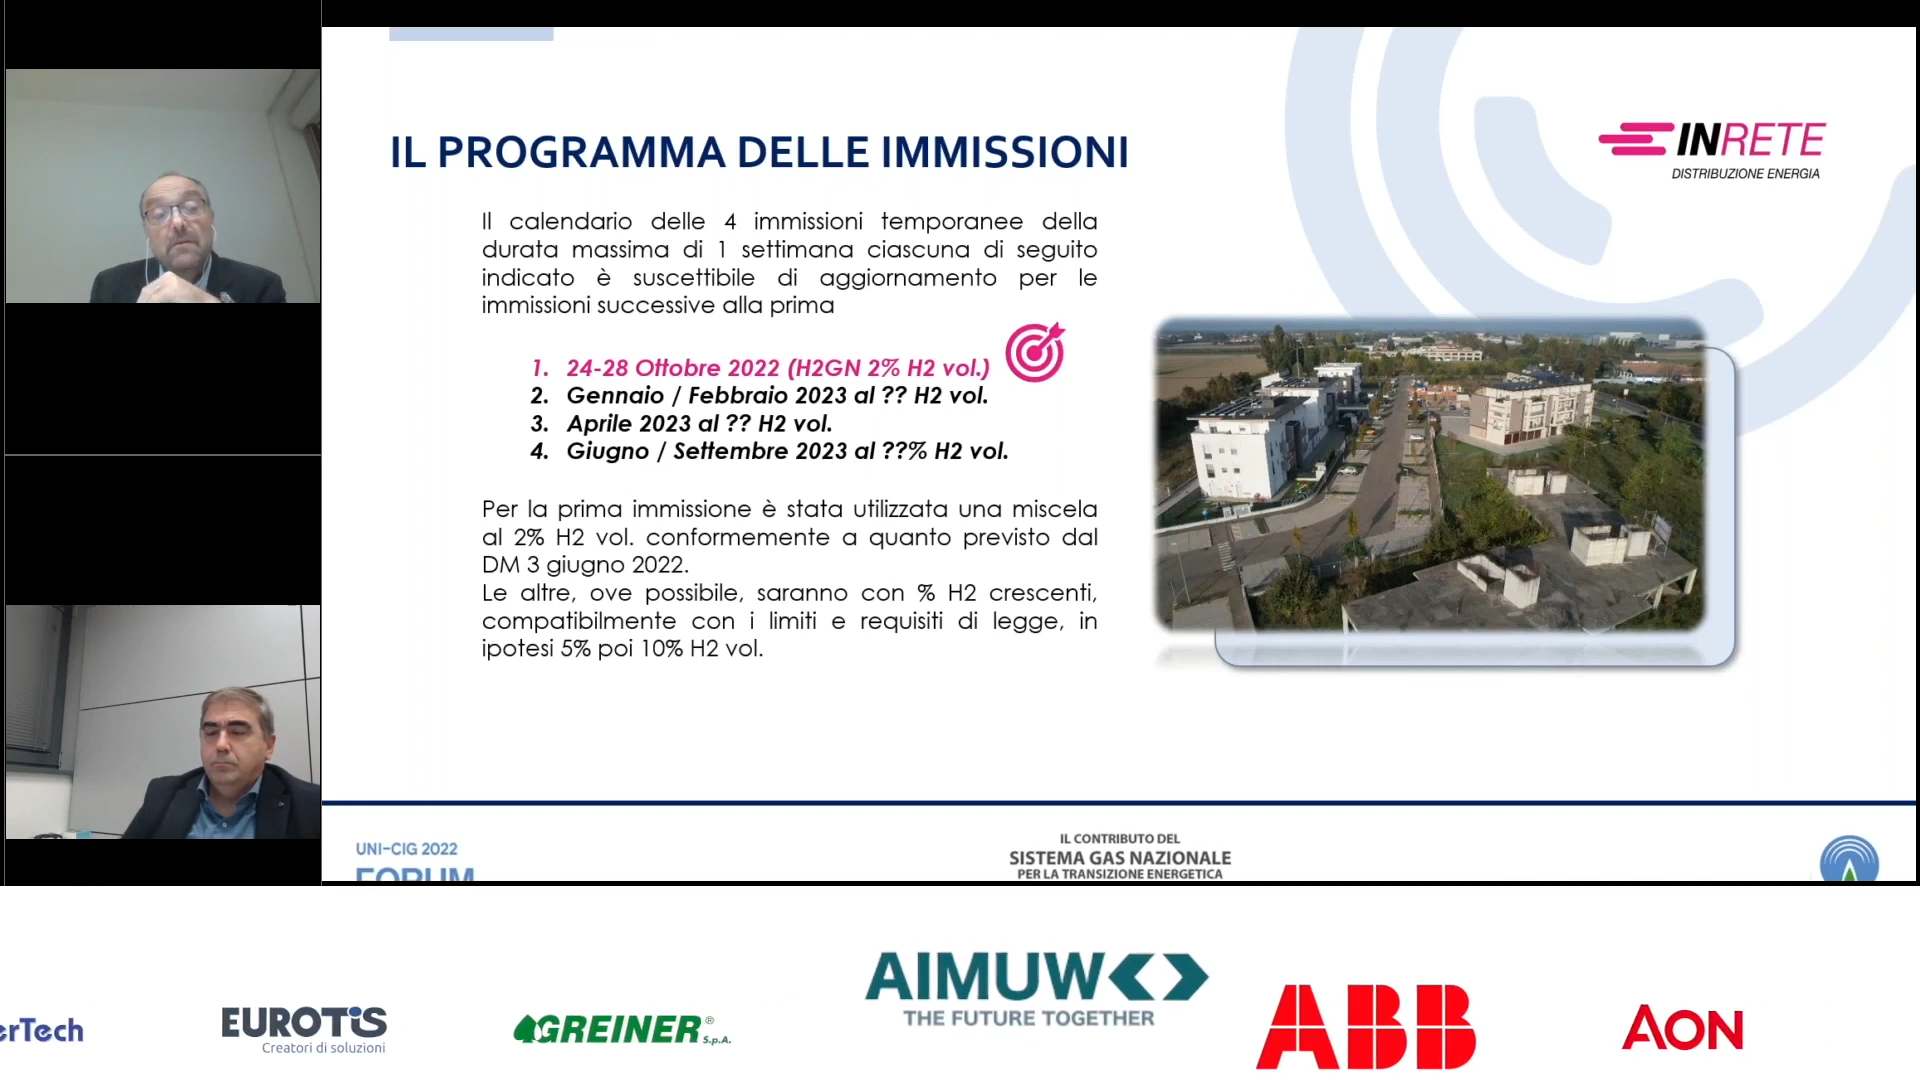 IL PROGRAMMA DELLE IMMISSIONI
INRETE
DISTRIBUZIONE ENERGIA
Il calendario delle 4 immissioni temporanee della
durata massima di 1 settimana ciascuna di seguito
indicato è suscettibile di aggiornamento per le
immissioni successive alla prima
1. 24-28 Ottobre 2022 (H2GN 2% H2 vol.)
2. Gennaio / Febbraio 2023 al ?? H2 vol.
3. Aprile 2023 al ?? H2 vol.
4. Giugno / Settembre 2023 al ??% H2 vol.
Per la prima immissione è stata utilizzata una miscela
al 2% H2 vol. conformemente a quanto previsto dal
DM 3 giugno 2022.
Le altre, ove possibile, saranno con % H2 crescenti,
compatibilmente con i limiti e requisiti di legge, in
ipotesi 5% poi 10% H2 vol.
UNI-CIG 2022
FORUM
IL CONTRIBUTO DEL
SISTEMA GAS NAZIONALE
PER LA TRANSIZIONE ENERGETICA
erTech
EUROTIS
Creatori di soluzioni
GREINER® S.p.A.
AIMUW
THE FUTURE TOGETHER
ABB
AON